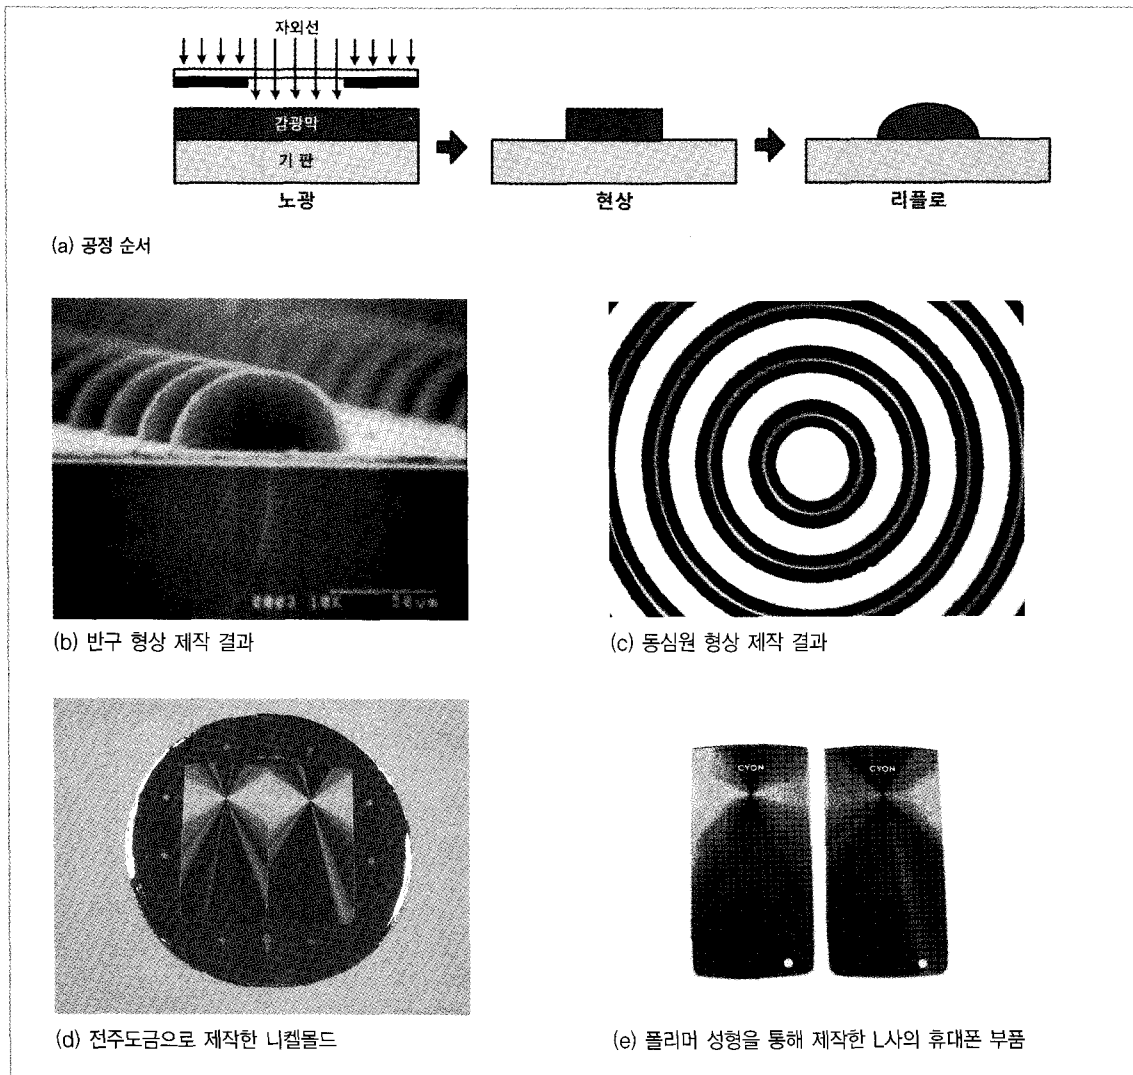 자외선
감광막
기 판
노광
현상
리플로
(a) 공정 순서
(b) 반구 형상 제작 결과
(c) 동심원 형상 제작 결과
CYON
CYON
(d) 전주도금으로 제작한 니켈몰드
(e) 폴리머 성형을 통해 제작한 L사의 휴대폰 부품